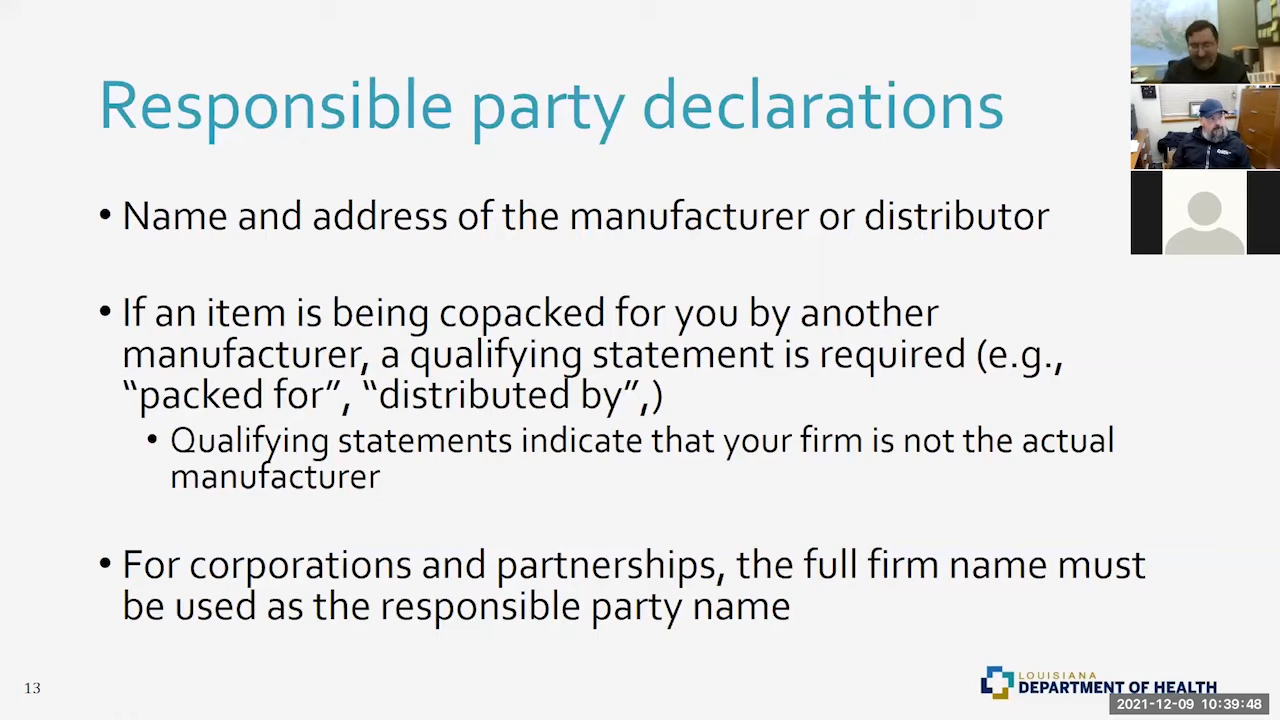 Responsible party declarations
• Name and address of the manufacturer or distributor
• If an item is being copacked for you by another
manufacturer, a qualifying statement is required (e.g.,
“packed for”, “distributed by”,)
• Qualifying statements indicate that your firm is not the actual
manufacturer
• For corporations and partnerships, the full firm name must
be used as the responsible party name
13
LOUISIANA
DEPARTMENT OF HEALTH
2021-12-09 10:39:48